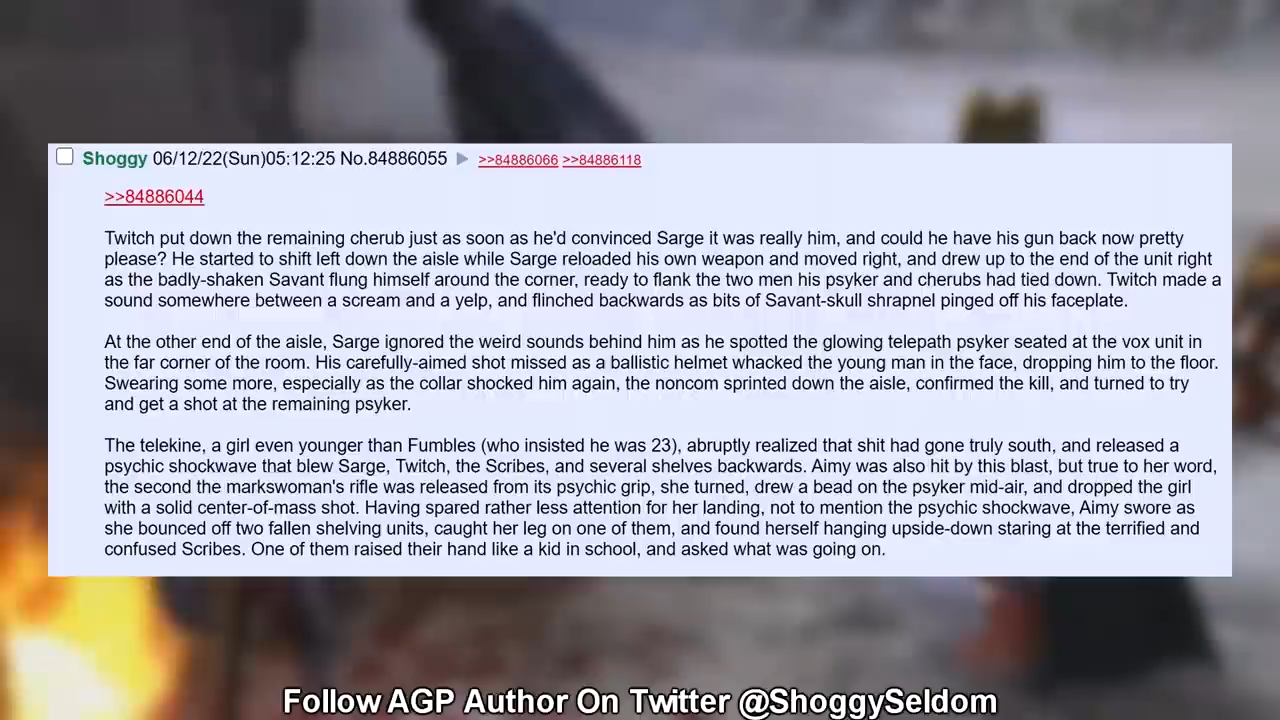 Shoggy 06/12/22(Sun)05:12:25 No.84886055 ▶ >>84886066 >>84886118
>>84886044
Twitch put down the remaining cherub just as soon as he'd convinced Sarge it was really him, and could he have his gun back now pretty
please? He started to shift left down the aisle while Sarge reloaded his own weapon and moved right, and drew up to the end of the unit right
as the badly-shaken Savant flung himself around the corner, ready to flank the two men his psyker and cherubs had tied down. Twitch made a
sound somewhere between a scream and a yelp, and flinched backwards as bits of Savant-skull shrapnel pinged off his faceplate.
At the other end of the aisle, Sarge ignored the weird sounds behind him as he spotted the glowing telepath psyker seated at the vox unit in
the far corner of the room. His carefully-aimed shot missed as a ballistic helmet whacked the young man in the face, dropping him to the floor.
Swearing some more, especially as the collar shocked him again, the noncom sprinted down the aisle, confirmed the kill, and turned to try
and get a shot at the remaining psyker.
The telekine, a girl even younger than Fumbles (who insisted he was 23), abruptly realized that shit had gone truly south, and released a
psychic shockwave that blew Sarge, Twitch, the Scribes, and several shelves backwards. Aimy was also hit by this blast, but true to her word,
the second the markswoman's rifle was released from its psychic grip, she turned, drew a bead on the psyker mid-air, and dropped the girl
with a solid center-of-mass shot. Having spared rather less attention for her landing, not to mention the psychic shockwave, Aimy swore as
she bounced off two fallen shelving units, caught her leg on one of them, and found herself hanging upside-down staring at the terrified and
confused Scribes. One of them raised their hand like a kid in school, and asked what was going on.
Follow AGP Author On Twitter @ShoggySeldom